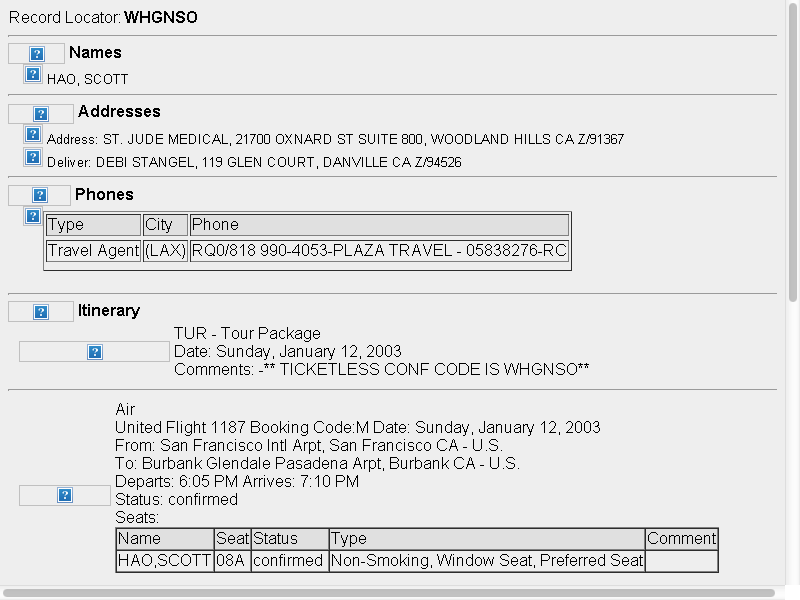 Record Locator: WHGNSO
Names
HAO, SCOTT
Addresses
Address: ST. JUDE MEDICAL, 21700 OXNARD ST SUITE 800, WOODLAND HILLS CA Z/91367
Deliver: DEBI STANGEL, 119 GLEN COURT, DANVILLE CA Z/94526
Phones
Type City Phone
Travel Agent (LAX) RQ0/818 990-4053-PLAZA TRAVEL - 05838276-RC
Itinerary
TUR - Tour Package
Date: Sunday, January 12, 2003
Comments: -** TICKETLESS CONF CODE IS WHGNSO**
Air
United Flight 1187 Booking Code:M Date: Sunday, January 12, 2003
From: San Francisco Intl Arpt, San Francisco CA - U.S.
To: Burbank Glendale Pasadena Arpt, Burbank CA - U.S.
Departs: 6:05 PM Arrives: 7:10 PM
Status: confirmed
Seats:
Name Seat Status Type Comment
HAO,SCOTT 08A confirmed Non-Smoking, Window Seat, Preferred Seat